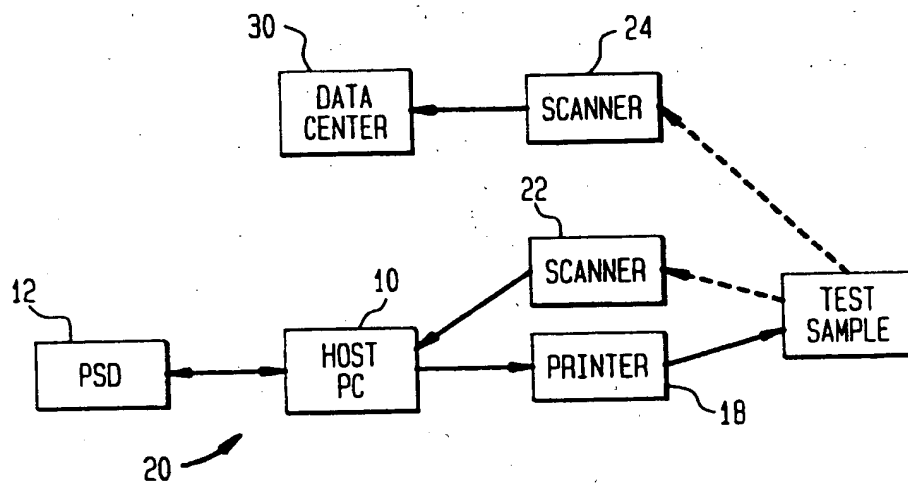 30
24
DATA
CENTER
SCANNER
22
SCANNER
12
10
TEST
SAMPLE
PSD
HOST
PC
PRINTER
18
20